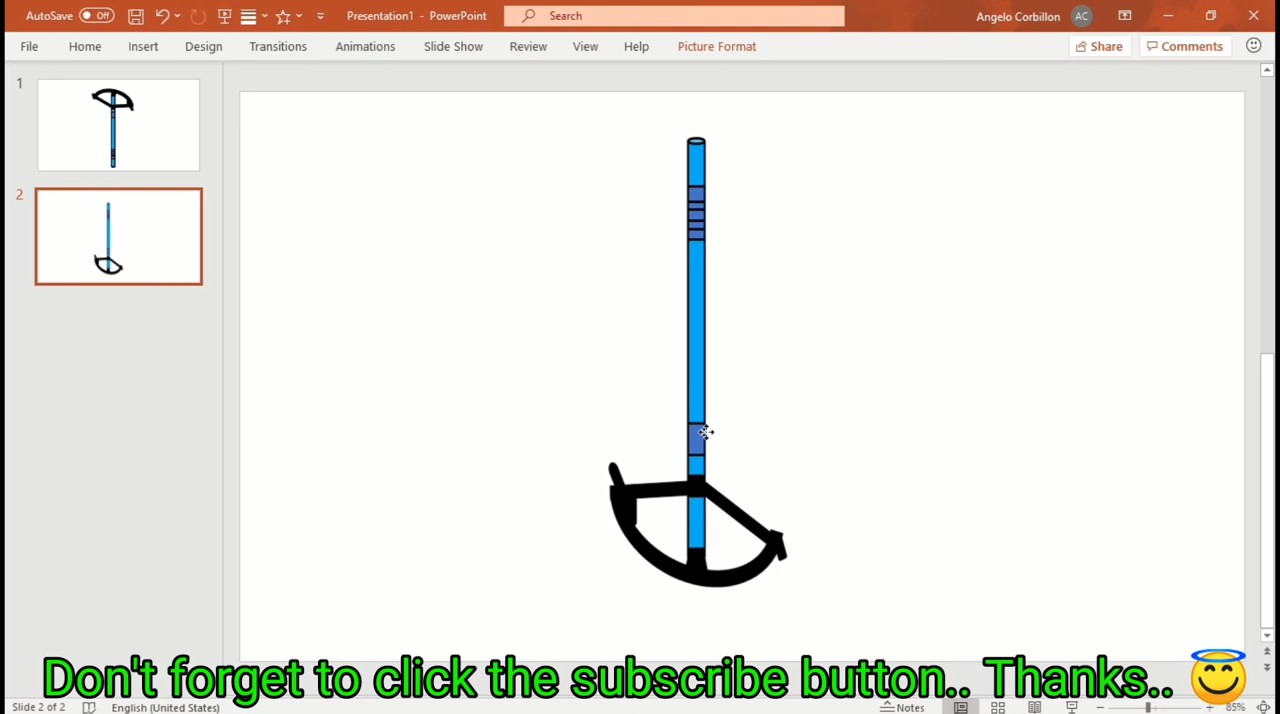 AutoSave Off Presentation1 - PowerPoint Search Angelo Corbillon AC
File Home Insert Design Transitions Animations Slide Show Review View Help Picture Format Share Comments
1
2
Don't forget to click the subscribe button.. Thanks..
Slide 2 of 2 English (United States) Notes 85%